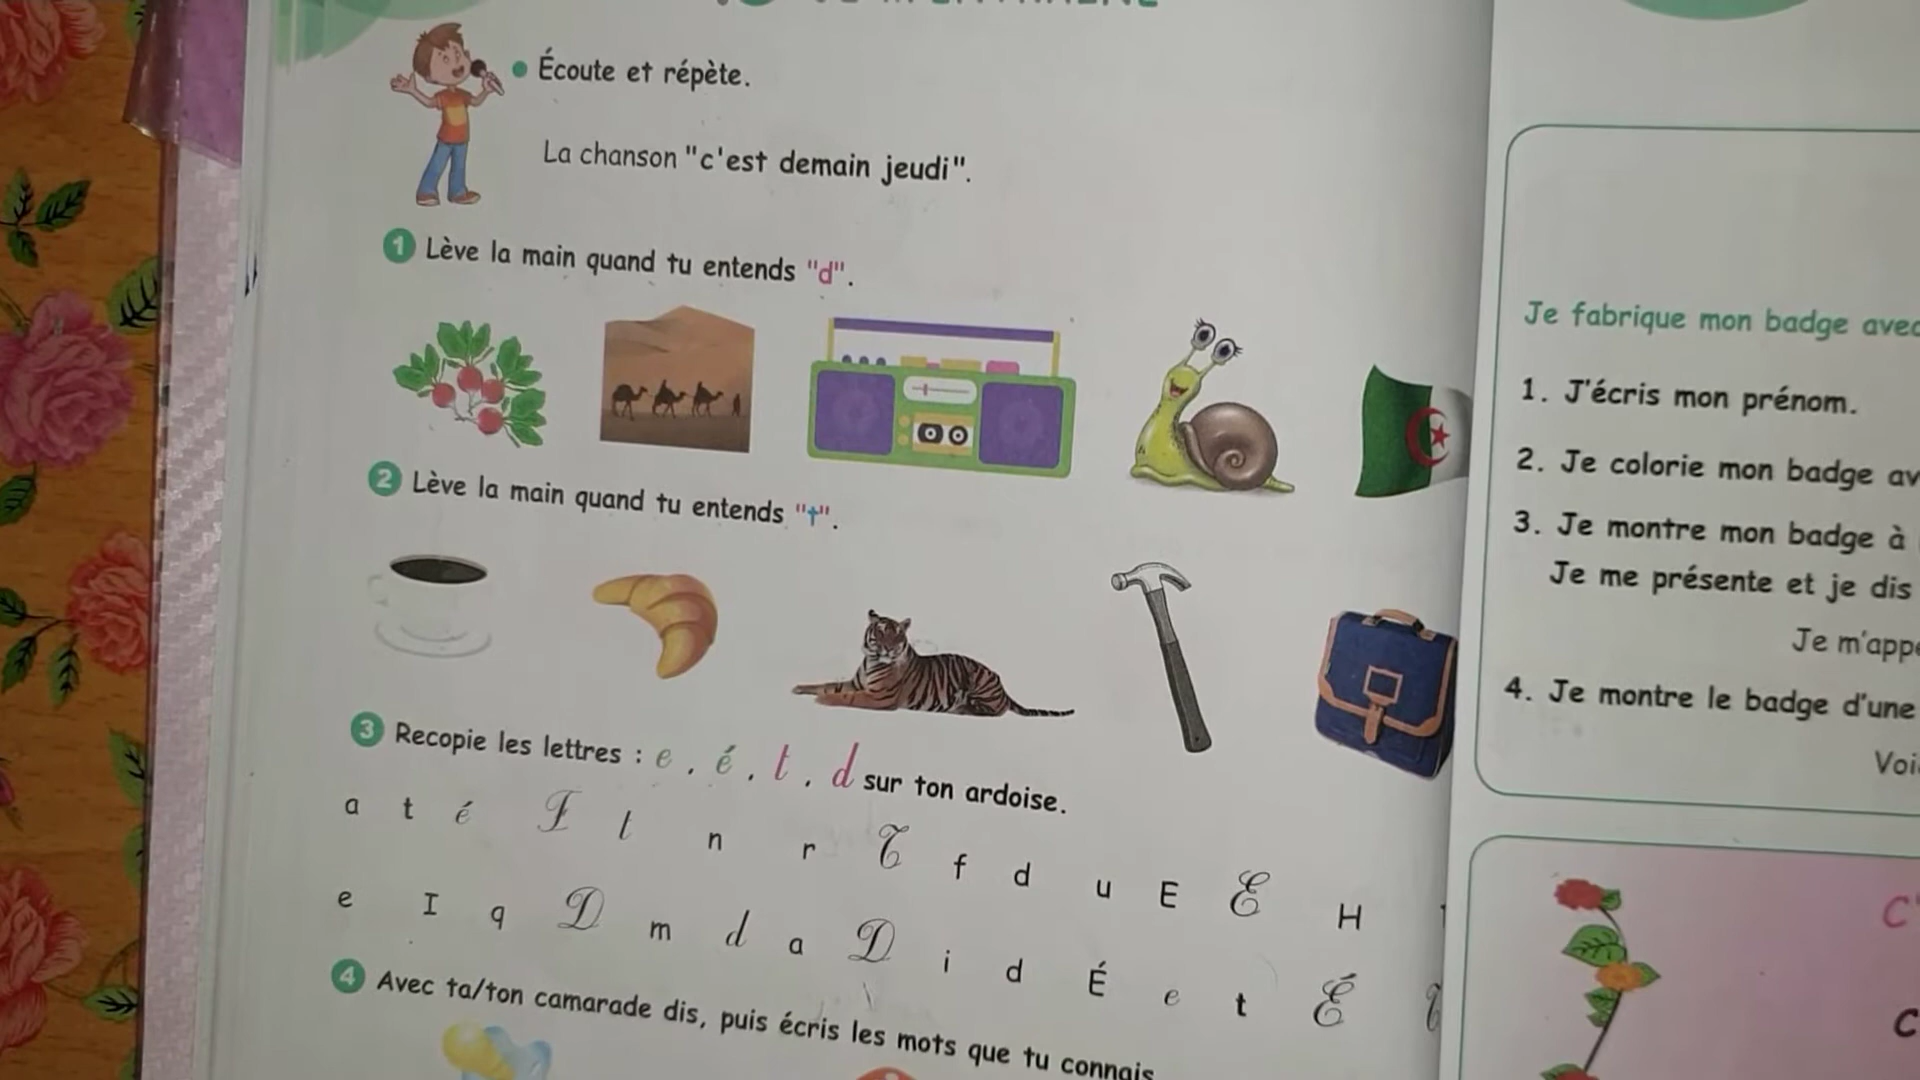 Écoute et répète.
La chanson "c'est demain jeudi".
1 Lève la main quand tu entends "d".
2 Lève la main quand tu entends "t".
3 Recopie les lettres : e , é , t , d sur ton ardoise.
a t é F t n r T f d u E E H
e I q D m d a D i d É e t É
4 Avec ta/ton camarade dis, puis écris les mots que tu connais
Je fabrique mon badge avec
1. J'écris mon prénom.
2. Je colorie mon badge
3. Je montre mon badge à
Je me présente et je dis
Je
4. Je montre le badge d'une